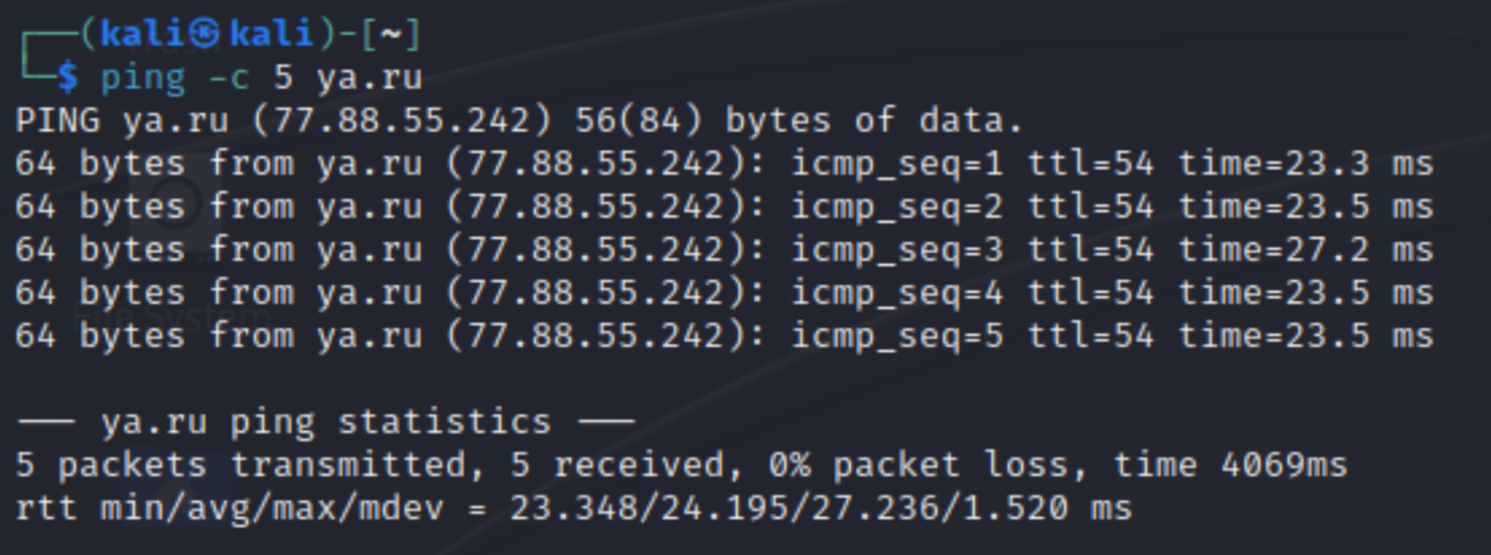 ┌──(kali㉿kali)-[~]
└─$ ping -c 5 ya.ru
PING ya.ru (77.88.55.242) 56(84) bytes of data.
64 bytes from ya.ru (77.88.55.242): icmp_seq=1 ttl=54 time=23.3 ms
64 bytes from ya.ru (77.88.55.242): icmp_seq=2 ttl=54 time=23.5 ms
64 bytes from ya.ru (77.88.55.242): icmp_seq=3 ttl=54 time=27.2 ms
64 bytes from ya.ru (77.88.55.242): icmp_seq=4 ttl=54 time=23.5 ms
File System
64 bytes from ya.ru (77.88.55.242): icmp_seq=5 ttl=54 time=23.5 ms
--- ya.ru ping statistics ---
5 packets transmitted, 5 received, 0% packet loss, time 4069ms
rtt min/avg/max/mdev = 23.348/24.195/27.236/1.520 ms